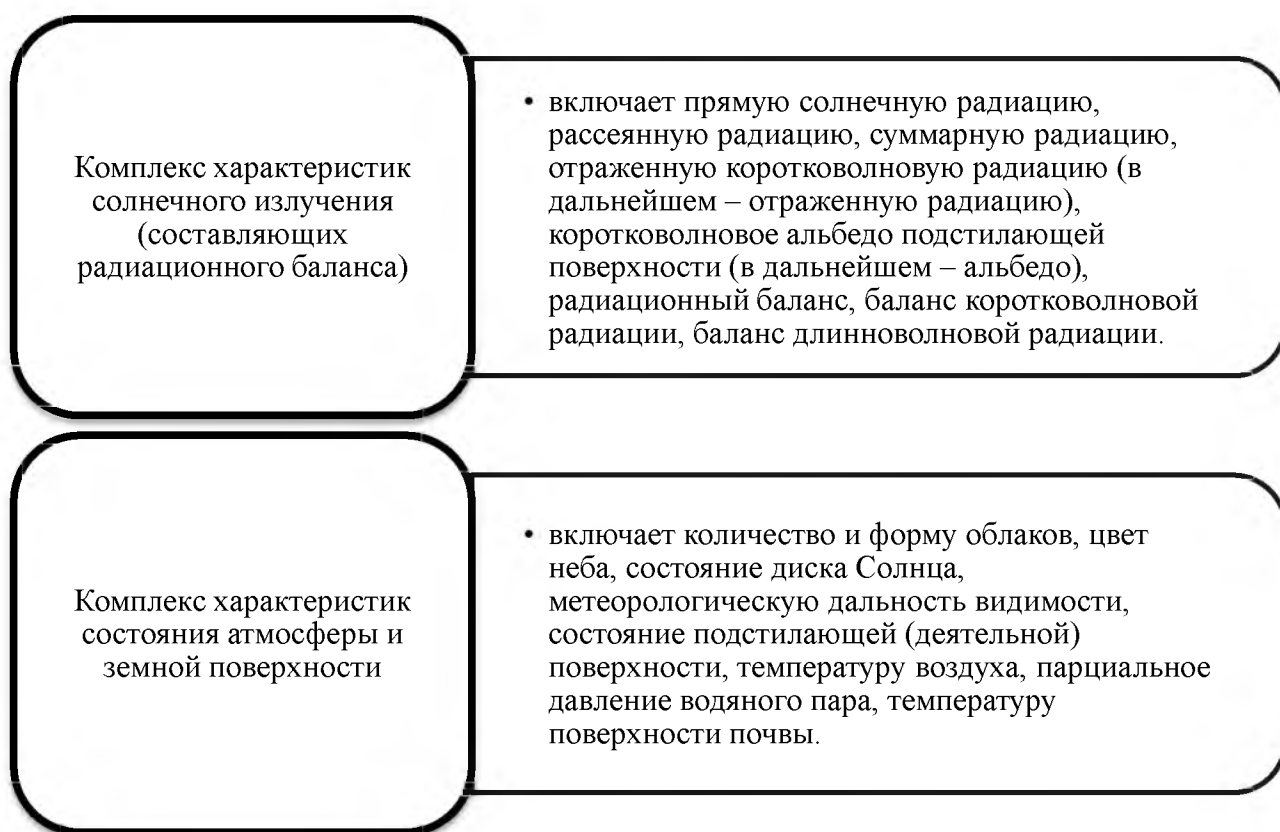 Комплекс характеристик
солнечного излучения
(составляющих
радиационного баланса)
• включает прямую солнечную радиацию,
рассеянную радиацию, суммарную радиацию,
отраженную коротковолновую радиацию (в
дальнейшем – отраженную радиацию),
коротковолновое альбедо подстилающей
поверхности (в дальнейшем – альбедо),
радиационный баланс, баланс коротковолновой
радиации, баланс длинноволновой радиации.
Комплекс характеристик
состояния атмосферы и
земной поверхности
• включает количество и форму облаков, цвет
неба, состояние диска Солнца,
метеорологическую дальность видимости,
состояние подстилающей (деятельной)
поверхности, температуру воздуха, парциальное
давление водяного пара, температуру
поверхности почвы.